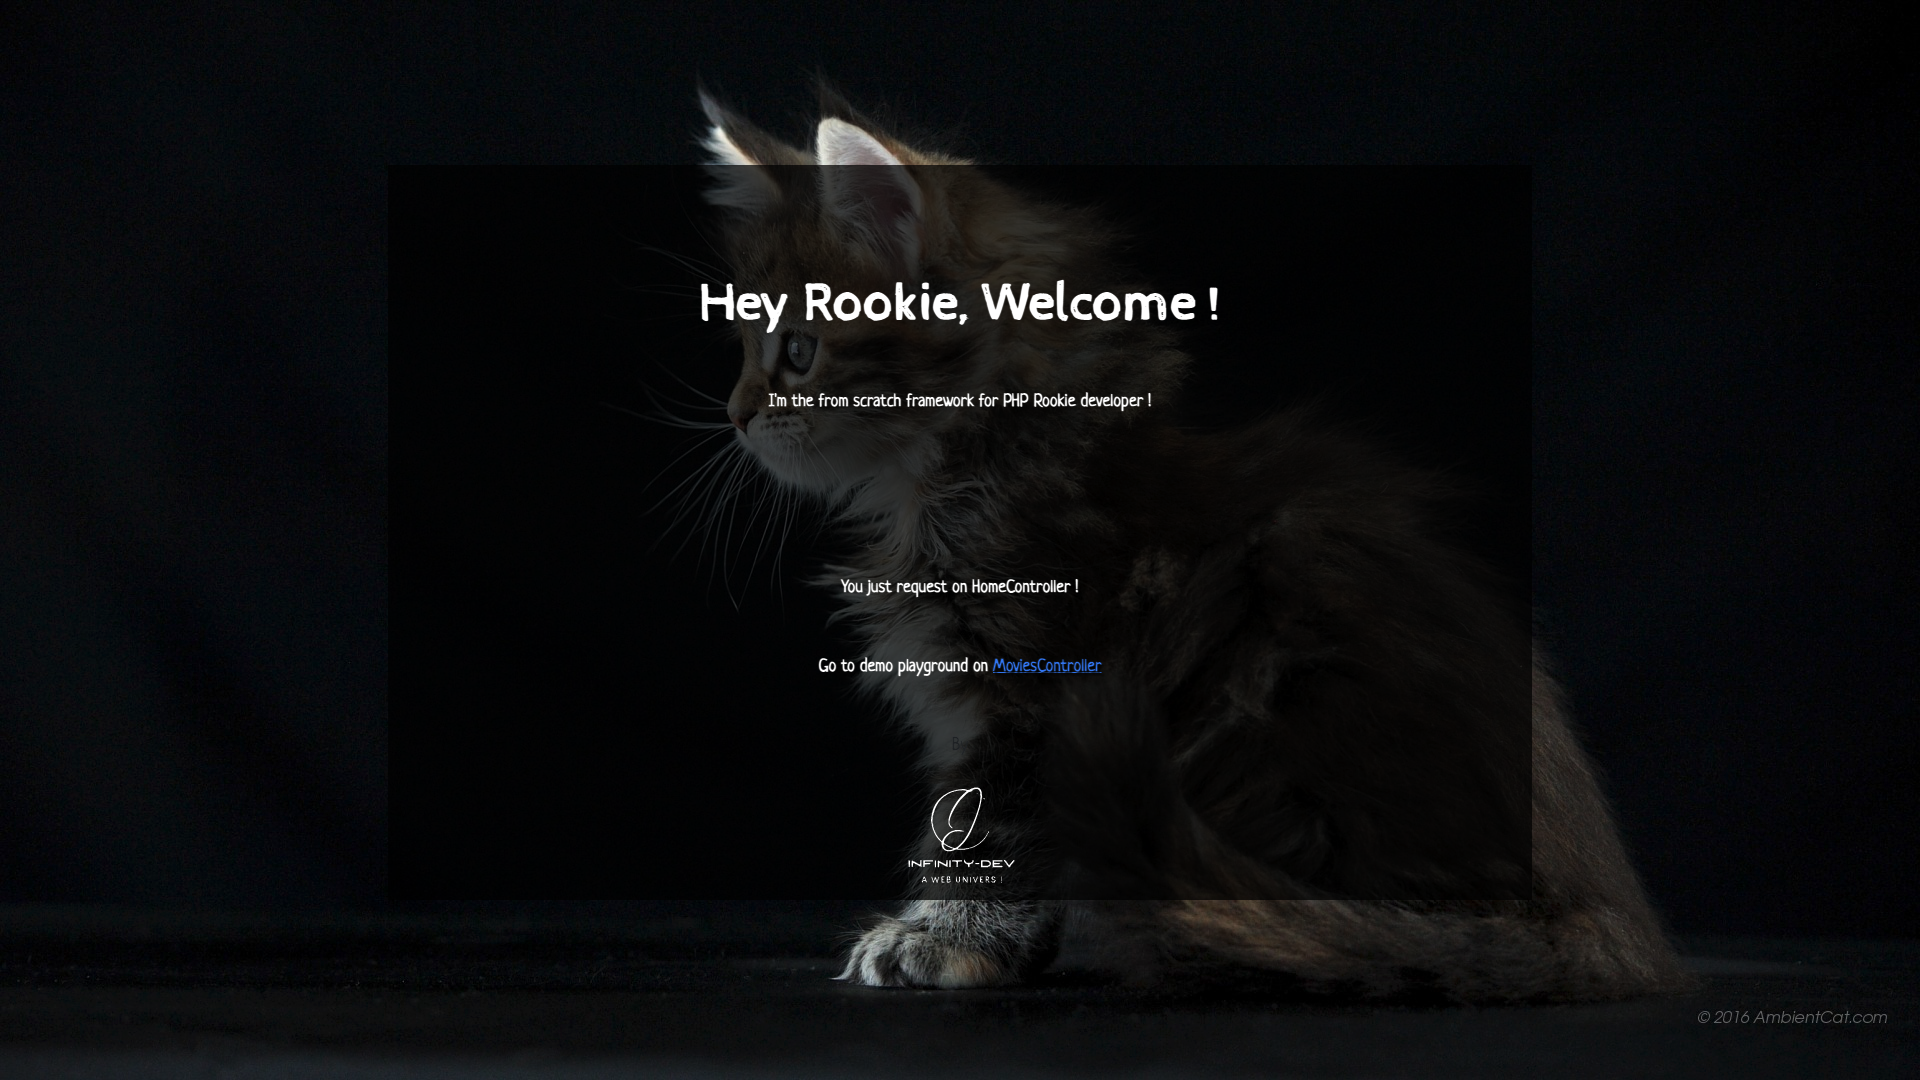 Hey Rookie, Welcome !
I'm the from scratch framework for PHP Rookie developer !
You just request on HomeController !
Go to demo playground on MoviesController
B
INFINITY-DEV
A WEB UNIVERS !
© 2016 AmbientCat.com